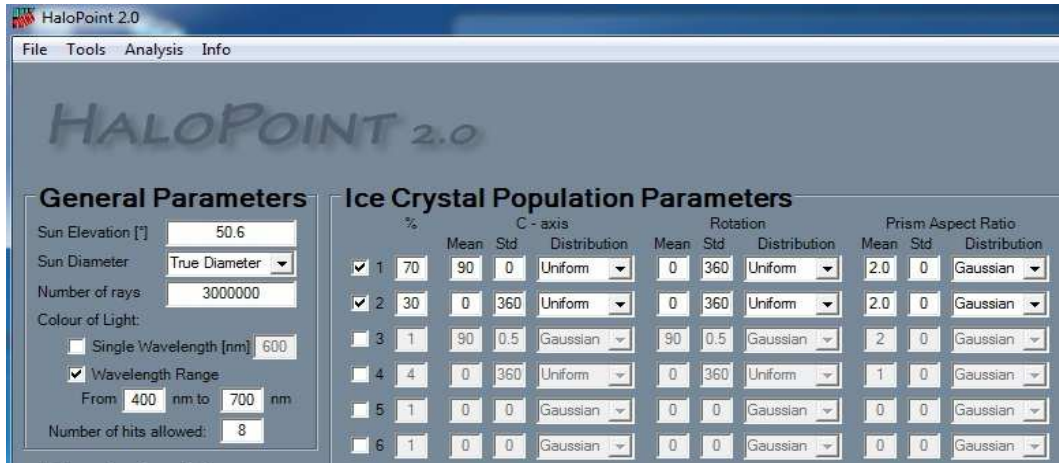 HaloPoint 2.0
File Tools Analysis Info
HALOPOINT 2.0
General Parameters
Sun Elevation [°] 50.6
Sun Diameter True Diameter
Number of rays 3000000
Colour of Light:
Single Wavelength [nm] 600
Wavelength Range
From 400 nm to 700 nm
Number of hits allowed: 8
Ice Crystal Population Parameters
% C - axis Rotation Prism Aspect Ratio
Mean Std Distribution Mean Std Distribution Mean Std Distribution
1 70 90 0 Uniform 0 360 Uniform 2.0 0 Gaussian
2 30 0 360 Uniform 0 360 Uniform 2.0 0 Gaussian
3 1 90 0.5 Gaussian 90 0.5 Gaussian 2 0 Gaussian
4 4 0 360 Uniform 0 360 Uniform 1 0 Gaussian
5 1 0 0 Gaussian 0 0 Gaussian 0 0 Gaussian
6 1 0 0 Gaussian 0 0 Gaussian 0 0 Gaussian